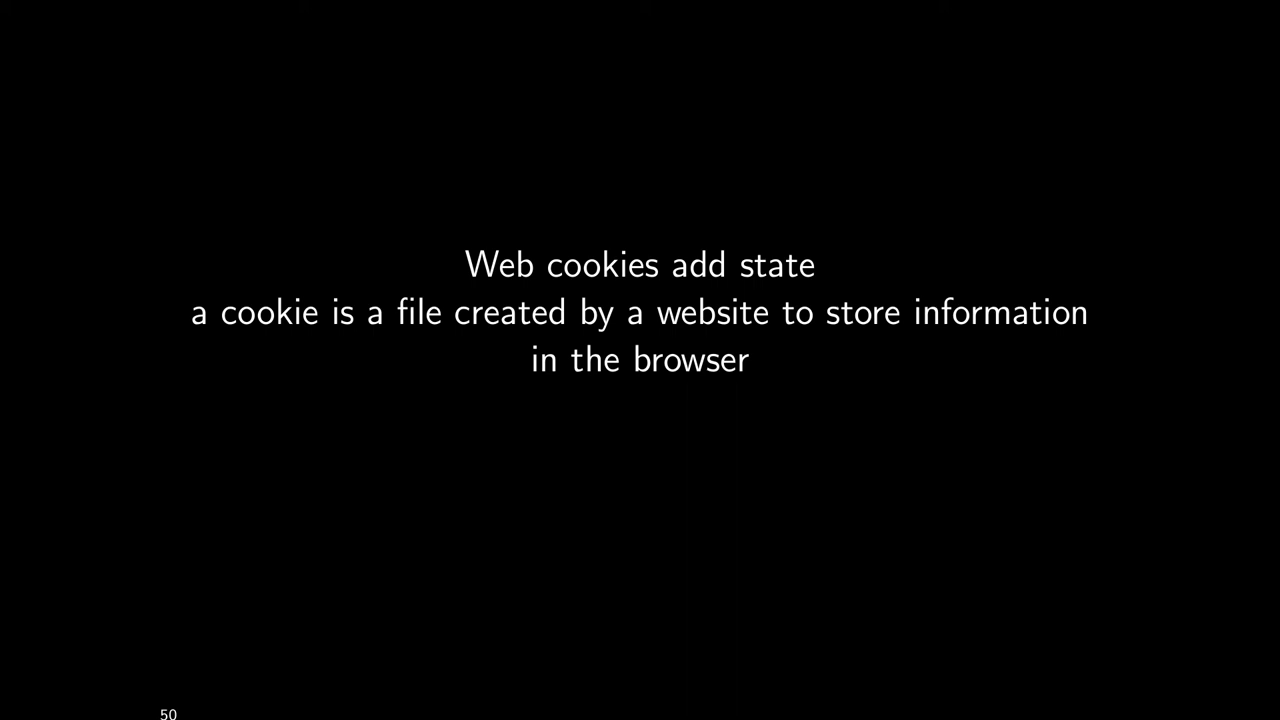 Web cookies add state
a cookie is a file created by a website to store information
in the browser
50